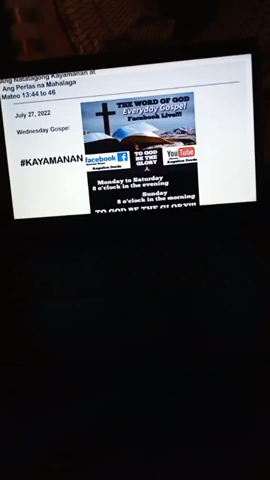 Ang Natatagong Kayamanan at
Ang Perlas na Mahalaga
Mateo 13:44 to 46
July 27, 2022
Wednesday Gospel
#KAYAMANAN
THE WORD OF GOD
Everyday Gospel
Facebook Live!!!
facebook
TO GOD
BE THE
GLORY
YouTube
Monday to Saturday
8 o'clock in the evening
Sunday
8 o'clock in the morning
TO GOD BE THE GLORY!!!